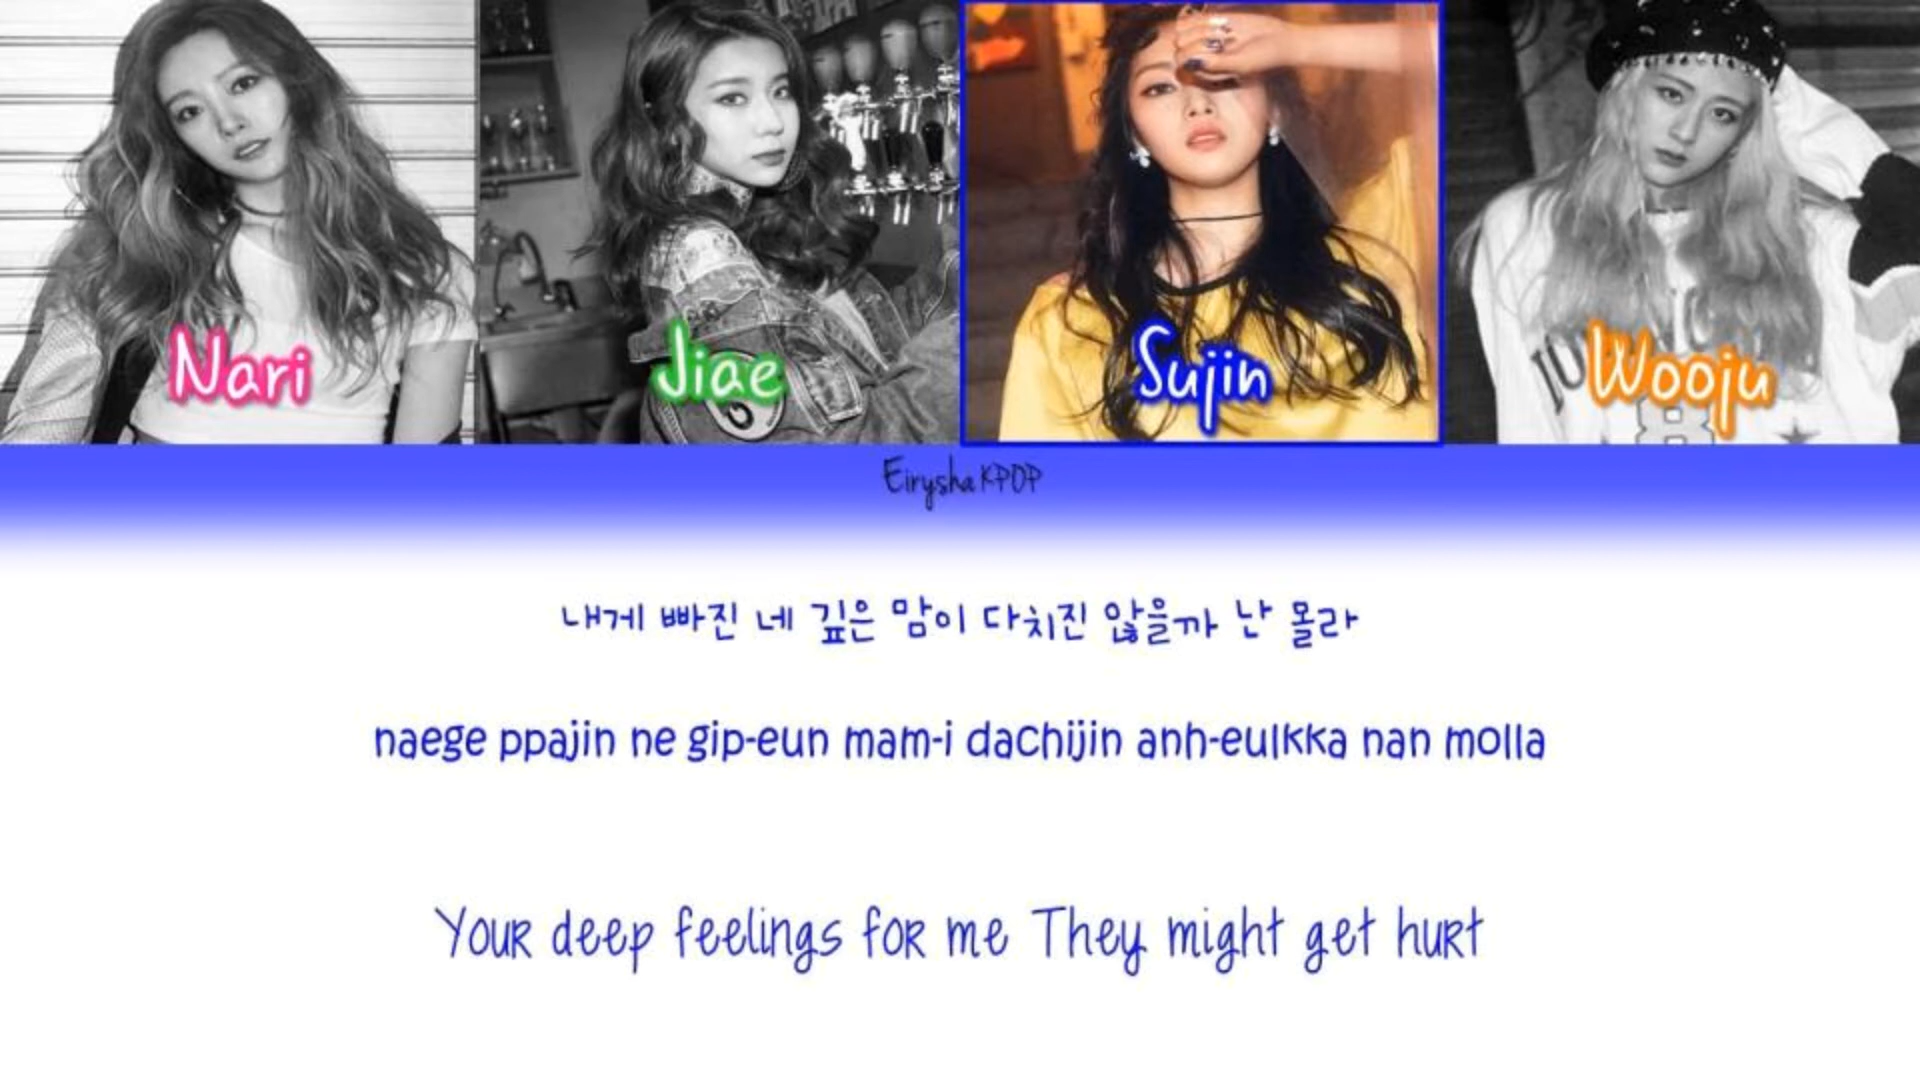 Nari
Jiae
Sujin
Wooju
Eirysha KPOP
내게 빠진 네 깊은 맘이 다치진 않을까 난 몰라
naege ppajin ne gip-eun mam-i dachijin anh-eulkka nan molla
Your deep feelings for me They might get hurt